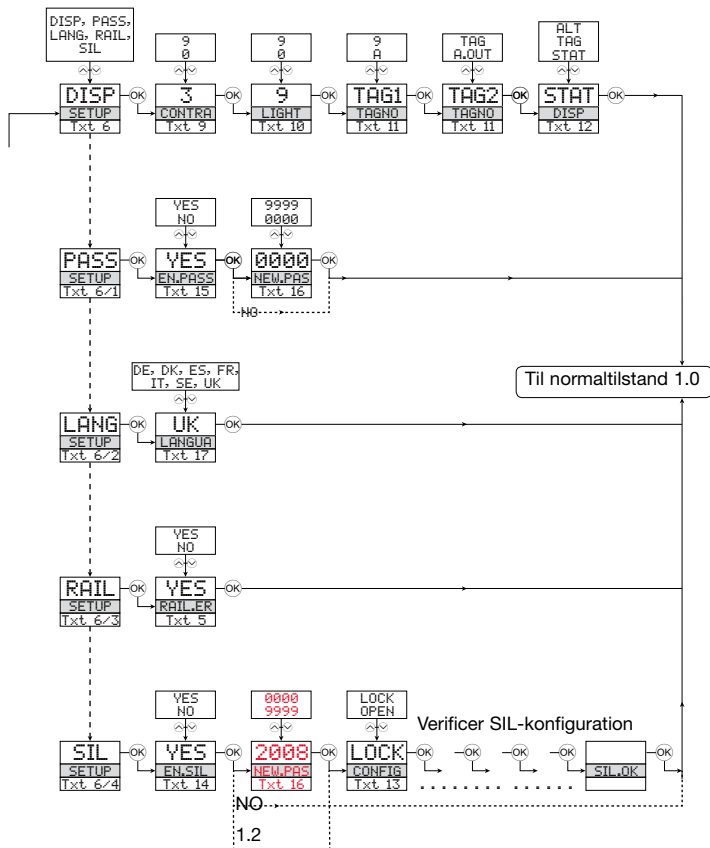 DISP, PASS,
LANG, RAIL,
SIL
9
0
9
0
9
A
TAG
A.OUT
ALT
TAG
STAT
DISP
SETUP
Txt 6
OK
3
CONTRA
Txt 9
OK
9
LIGHT
Txt 10
OK
TAG1
TAGNO
Txt 11
OK
TAG2
TAGNO
Txt 11
OK
STAT
DISP
Txt 12
OK
YES
NO
9999
0000
PASS
SETUP
Txt 6/1
OK
YES
EN.PASS
Txt 15
OK
0000
NEW.PAS
Txt 16
OK
NO
Til normaltilstand 1.0
DE, DK, ES, FR,
IT, SE, UK
LANG
SETUP
Txt 6/2
OK
UK
LANGUA
Txt 17
OK
YES
NO
RAIL
SETUP
Txt 6/3
OK
YES
RAIL.ER
Txt 5
OK
YES
NO
0000
9999
LOCK
OPEN
Verificer SIL-konfiguration
SIL
SETUP
Txt 6/4
OK
YES
EN.SIL
Txt 14
OK
2008
NEW.PAS
Txt 16
OK
LOCK
CONFIG
Txt 13
OK
OK
OK
OK
SIL.OK
OK
NO
1.2